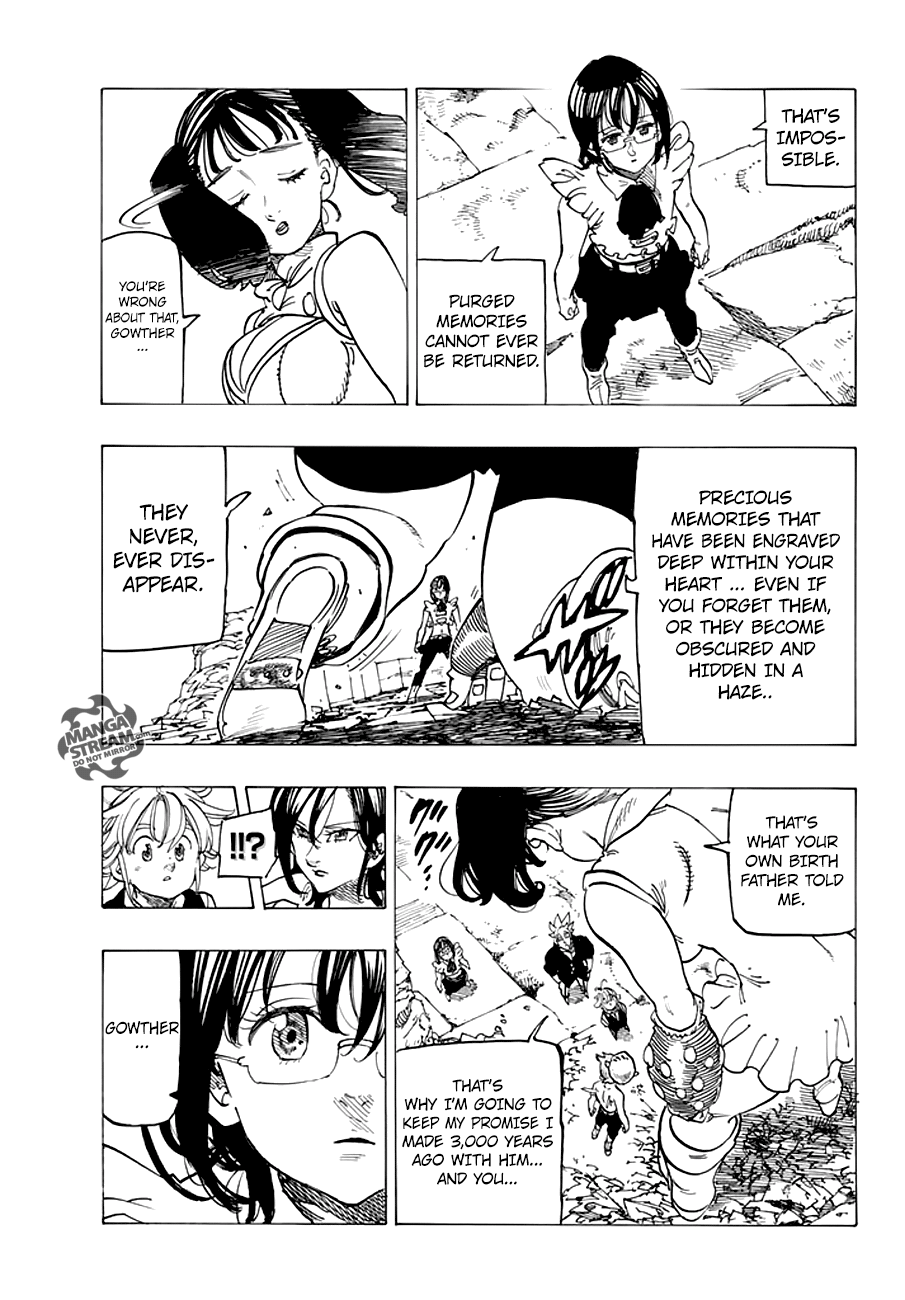 THAT'S
IMPOS-
SIBLE.
PURGED
MEMORIES
CANNOT EVER
BE RETURNED.
YOU'RE
WRONG
ABOUT THAT,
GOWTHER
...
PRECIOUS
MEMORIES THAT
HAVE BEEN ENGRAVED
DEEP WITHIN YOUR
HEART ... EVEN IF
YOU FORGET THEM,
OR THEY BECOME
OBSCURED AND
HIDDEN IN A
HAZE..
THEY
NEVER,
EVER DIS-
APPEAR.
MANGA
STREAM.com
DO NOT MIRROR
THAT'S
WHAT YOUR
OWN BIRTH
FATHER TOLD
ME.
THAT'S
WHY I'M GOING TO
KEEP MY PROMISE I
MADE 3,000 YEARS
AGO WITH HIM...
AND YOU...
!!?
GOWTHER
...